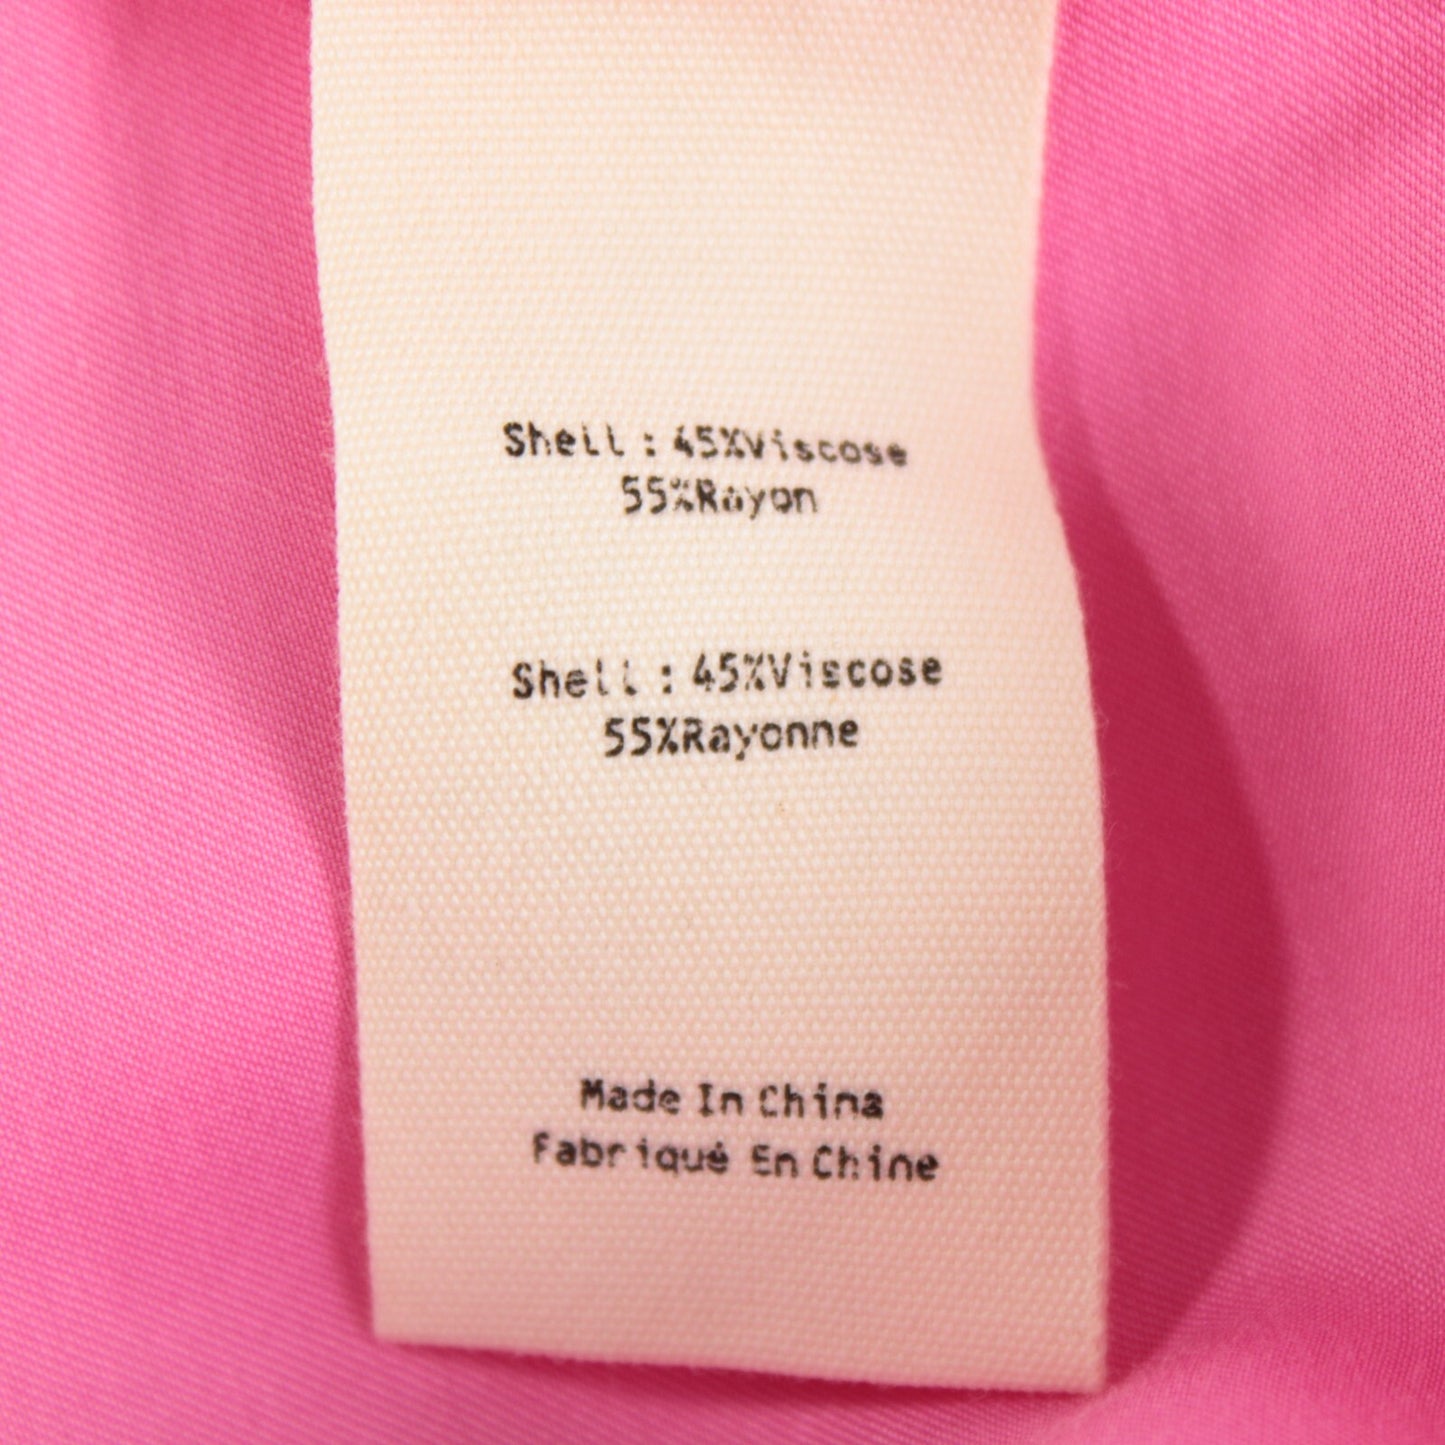 Shell : 45%Viscose
55%Rayon
Shell : 45%Viscose
55%Rayonne
Made In China
Fabriqué En Chine